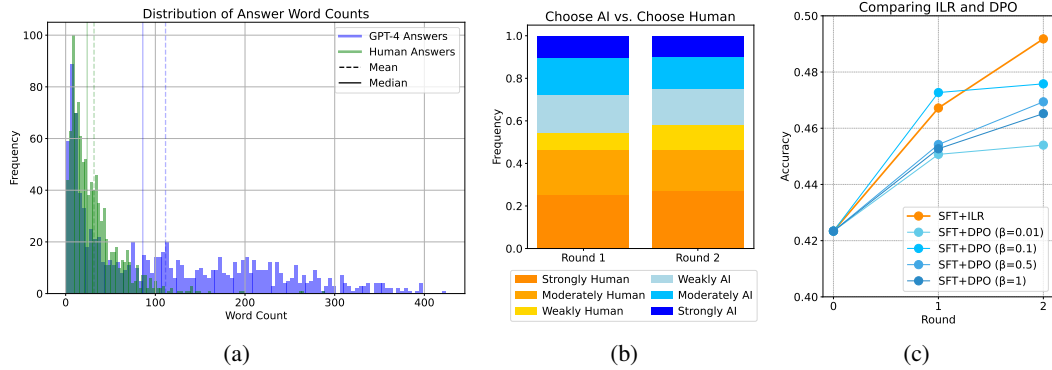 Distribution of Answer Word Counts
GPT-4 Answers
Human Answers
Mean
Median
Frequency
100
80
60
40
20
0
0
100
200
300
400
Word Count
(a)
Choose AI vs. Choose Human
Frequency
1.0
0.8
0.6
0.4
0.2
0.0
Round 1
Round 2
Strongly Human
Moderately Human
Weakly Human
Weakly AI
Moderately AI
Strongly AI
(b)
Comparing ILR and DPO
Accuracy
0.50
0.48
0.46
0.44
0.42
0.40
SFT+ILR
SFT+DPO (β=0.01)
SFT+DPO (β=0.1)
SFT+DPO (β=0.5)
SFT+DPO (β=1)
0
1
2
Round
(c)